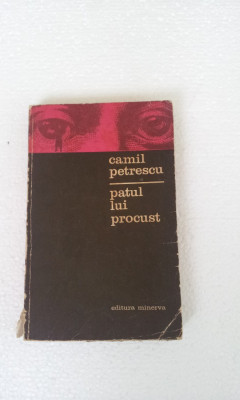 camil
petrescu
patul
lui
procust
editura minerva